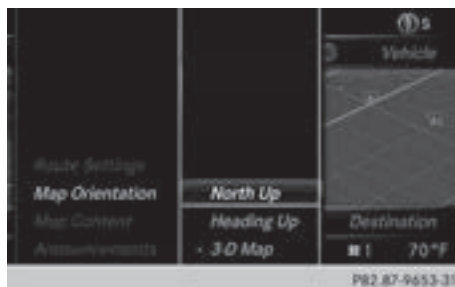 S
Vehicle
Route Settings
Map Orientation
North Up
Map Content
Heading Up
Destination
Announcements
3-D Map
1
70°F
P82.87-9653-31